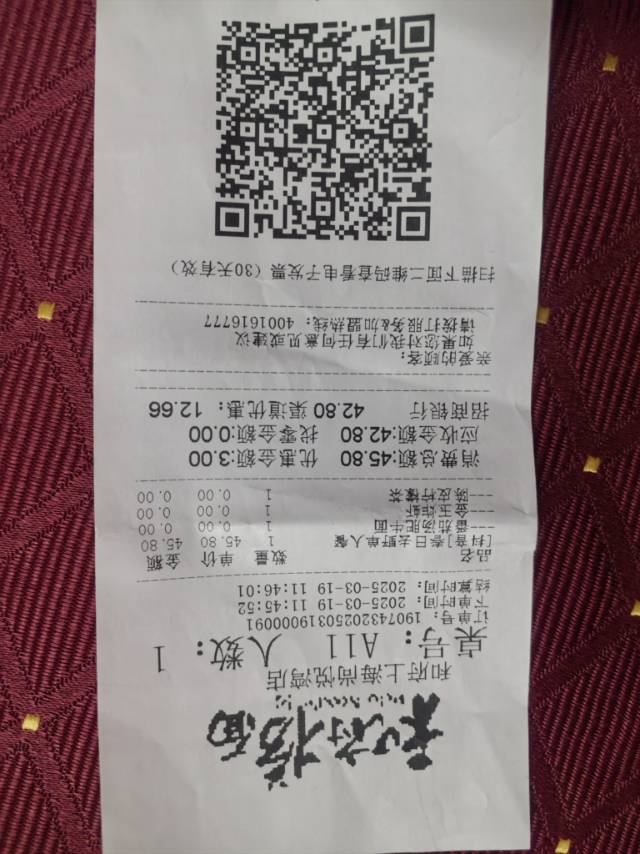 和府捞面
和府上海尚悦湾店
桌号: A11 人数: 1
订单号: 19074320250319000091
下单时间: 2025-03-19 11:45:52
结算时间: 2025-03-19 11:46:01
品名 数量 单价 金额
[抖音]春日去野单人餐 1 45.80 45.80
---番茄汤肥牛面 1 0.00 0.00
---金玉炸虾 1 0.00 0.00
---陈皮柠檬茶 1 0.00 0.00
消费总额:45.80 优惠金额:3.00
应收金额:42.80 找零金额:0.00
招商银行 42.80 渠道优惠: 12.66
亲爱的顾客:
如果您对我们有任何意见或建议
请拨打服务&加盟热线: 4001616777
扫描下面二维码查看电子发票 (30天有效)